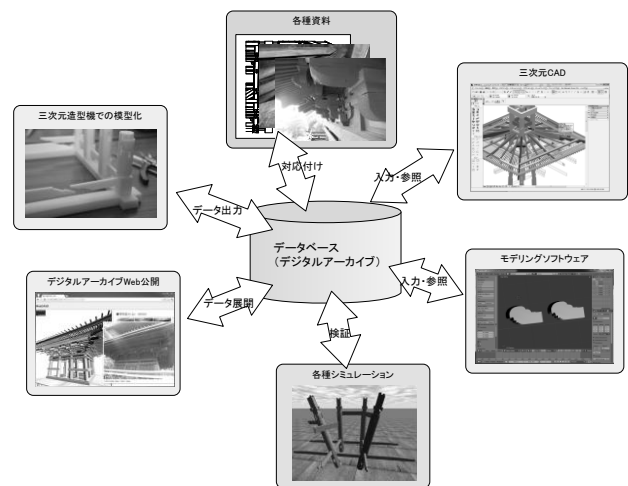 各種資料
三次元CAD
三次元造型機での模型化
対応付け
入力・参照
データ出力
データベース
（デジタルアーカイブ）
モデリングソフトウェア
デジタルアーカイブWeb公開
入力・参照
データ展開
検証
各種シミュレーション